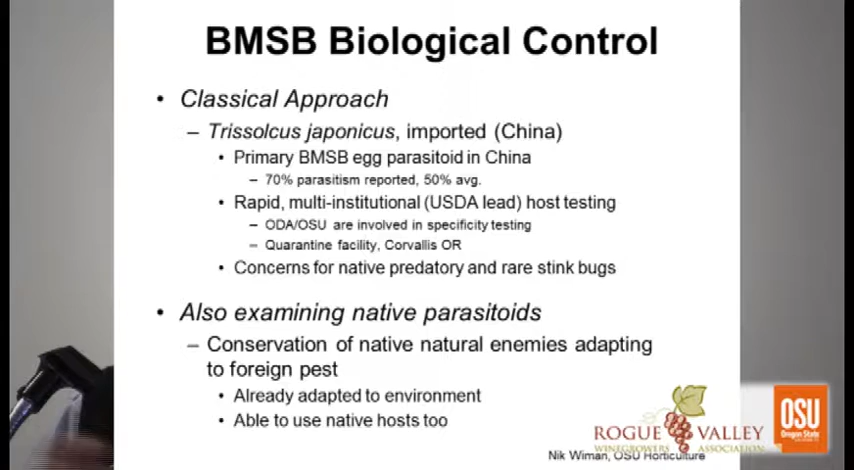 BMSB Biological Control
• Classical Approach
– Trissolcus japonicus, imported (China)
• Primary BMSB egg parasitoid in China
– 70% parasitism reported, 50% avg.
• Rapid, multi-institutional (USDA lead) host testing
– ODA/OSU are involved in specificity testing
– Quarantine facility, Corvallis OR
• Concerns for native predatory and rare stink bugs
• Also examining native parasitoids
– Conservation of native natural enemies adapting
to foreign pest
• Already adapted to environment
• Able to use native hosts too
ROGUE VALLEY
WINEGROWERS ASSOCIATION
OSU
Oregon State
Nik Wiman, OSU Horticulture